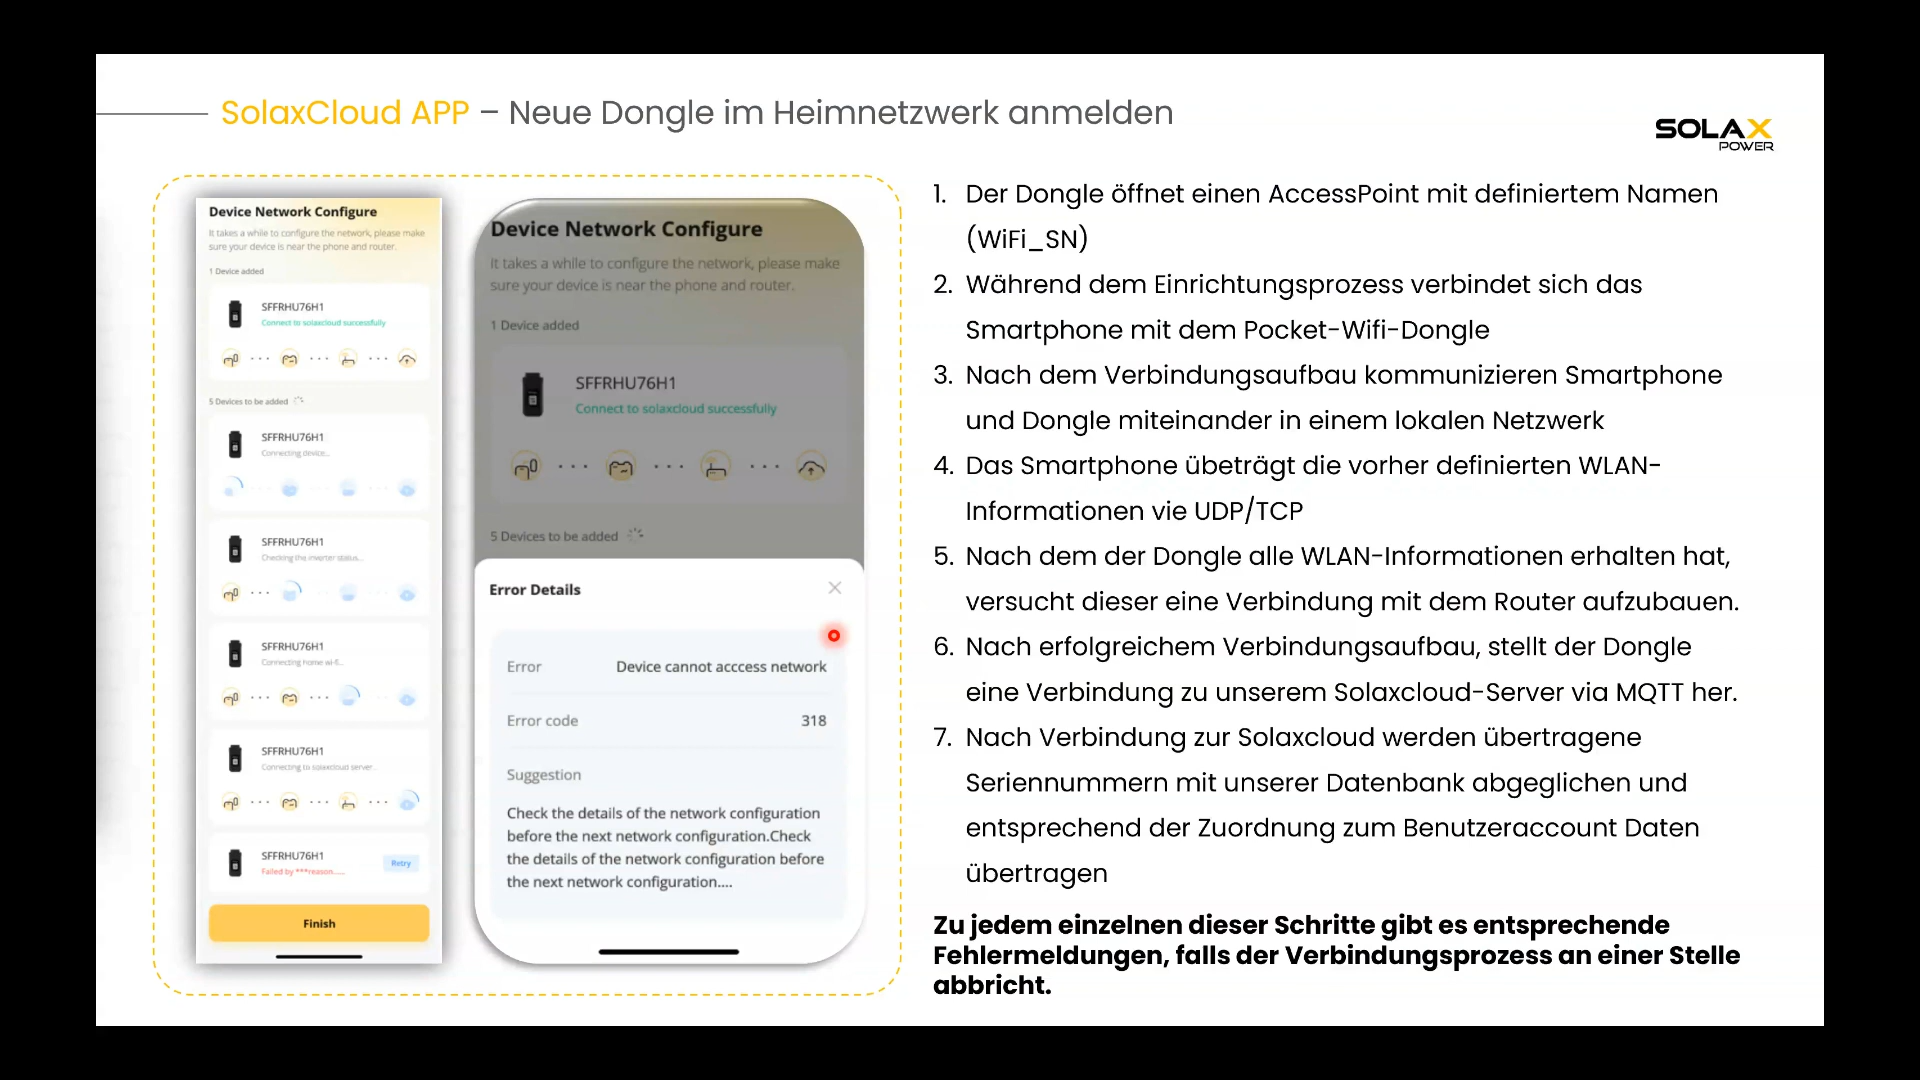 SolaxCloud APP – Neue Dongle im Heimnetzwerk anmelden
SOLAX
POWER
Device Network Configure
It takes a while to configure the network, please make
sure your device is near the phone and router.
1 Device added
SFFRHU76H1
Connect to solaxcloud successfully
5 Devices to be added
SFFRHU76H1
Connecting device...
SFFRHU76H1
Checking the inverter status...
SFFRHU76H1
Connecting home wi-fi...
SFFRHU76H1
Connecting to solaxcloud server...
SFFRHU76H1
Failed by ***reason......
Retry
Finish
Device Network Configure
It takes a while to configure the network, please make
sure your device is near the phone and router.
1 Device added
SFFRHU76H1
Connect to solaxcloud successfully
5 Devices to be added
Error Details
Error Device cannot acccess network
Error code 318
Suggestion
Check the details of the network configuration
before the next network configuration.Check
the details of the network configuration before
the next network configuration....
1. Der Dongle öffnet einen AccessPoint mit definiertem Namen
(WiFi_SN)
2. Während dem Einrichtungsprozess verbindet sich das
Smartphone mit dem Pocket-Wifi-Dongle
3. Nach dem Verbindungsaufbau kommunizieren Smartphone
und Dongle miteinander in einem lokalen Netzwerk
4. Das Smartphone übeträgt die vorher definierten WLAN-
Informationen vie UDP/TCP
5. Nach dem der Dongle alle WLAN-Informationen erhalten hat,
versucht dieser eine Verbindung mit dem Router aufzubauen.
6. Nach erfolgreichem Verbindungsaufbau, stellt der Dongle
eine Verbindung zu unserem Solaxcloud-Server via MQTT her.
7. Nach Verbindung zur Solaxcloud werden übertragene
Seriennummern mit unserer Datenbank abgeglichen und
entsprechend der Zuordnung zum Benutzeraccount Daten
übertragen
Zu jedem einzelnen dieser Schritte gibt es entsprechende
Fehlermeldungen, falls der Verbindungsprozess an einer Stelle
abbricht.